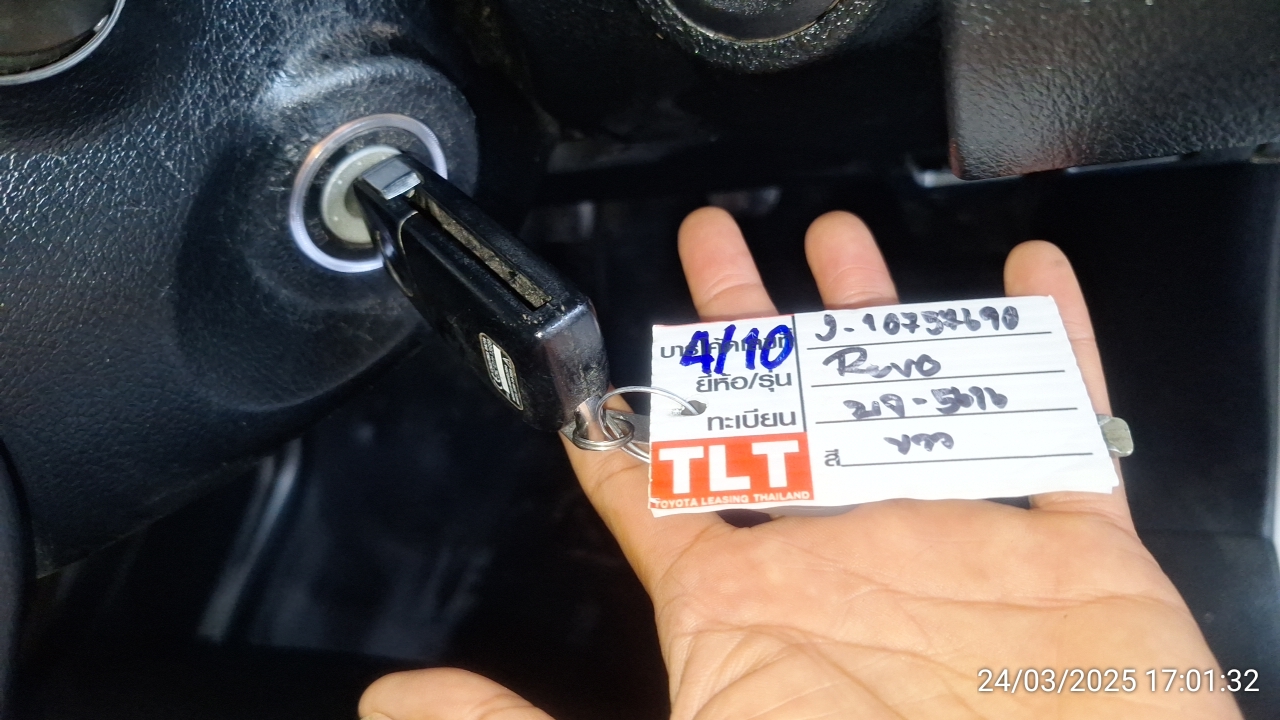 4/10
J-10757690
ยี่ห้อ/รุ่น Revo
ทะเบียน
สี ขาว
TLT
TOYOTA LEASING THAILAND
24/03/2025 17:01:32